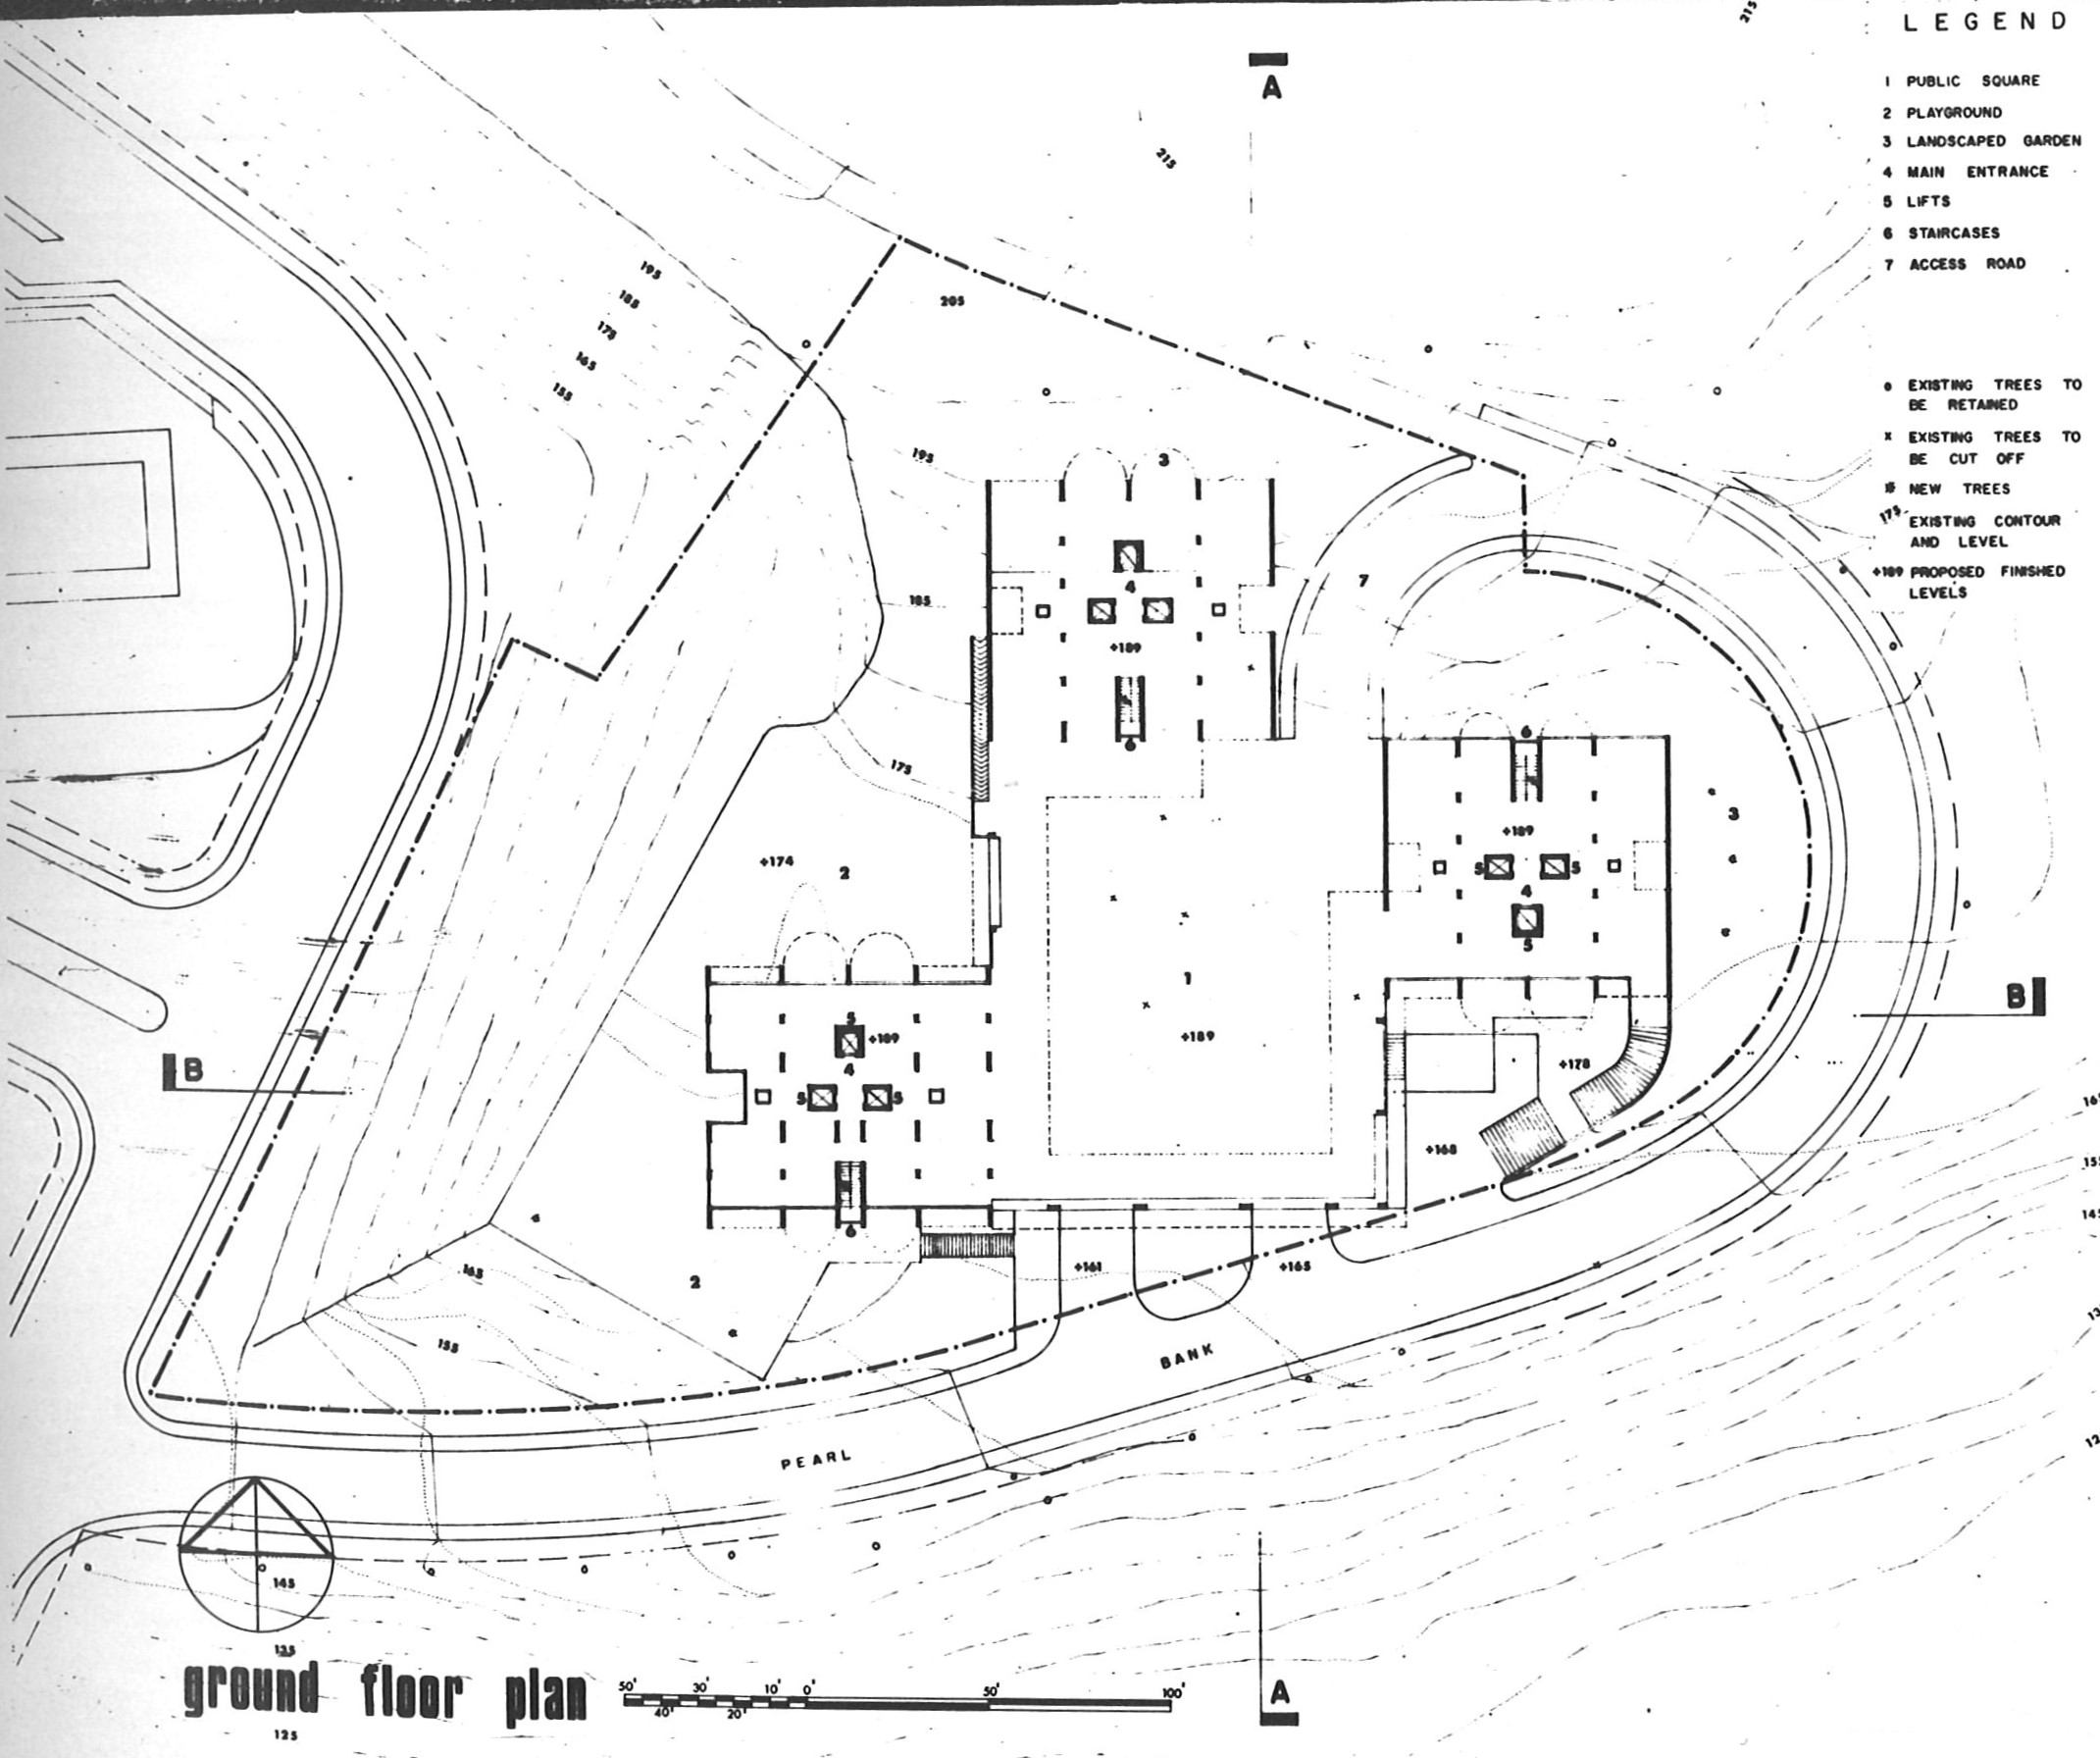 LEGEND
1 PUBLIC SQUARE
2 PLAYGROUND
3 LANDSCAPED GARDEN
4 MAIN ENTRANCE
5 LIFTS
6 STAIRCASES
7 ACCESS ROAD
o EXISTING TREES TO
BE RETAINED
x EXISTING TREES TO
BE CUT OFF
NEW TREES
175 EXISTING CONTOUR
AND LEVEL
+189 PROPOSED FINISHED
LEVELS
215
A
215
195
185
175
165
155
205
195
3
4
185
7
+189
6
175
3
+189
+174
2
5 5
4
5
1
B
5
+189
+189
4
B
+178
5 5
+168
2
165
+161
+165
155
BANK
PEARL
145
135
ground floor plan
50' 30' 10' 0' 50' 100'
40' 20'
A
125